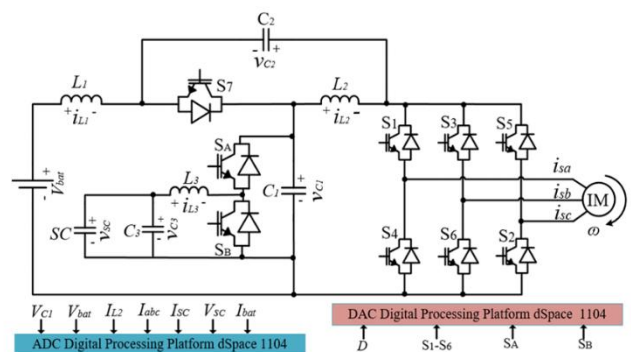 C2
- +
vC2
L1
+ iL1 -
S7
L2
+ iL2 -
S1
S3
S5
SA
L3
+ iL3 -
C1
+
vC1
-
+
Vbat
-
SC
+
vSC
-
C3
+
vC3
-
SB
S4
S6
S2
isa
isb
isc
IM
ω
VC1 Vbat IL2 Iabc ISC VSC Ibat
ADC Digital Processing Platform dSpace 1104
DAC Digital Processing Platform dSpace 1104
D S1-S6 SA SB